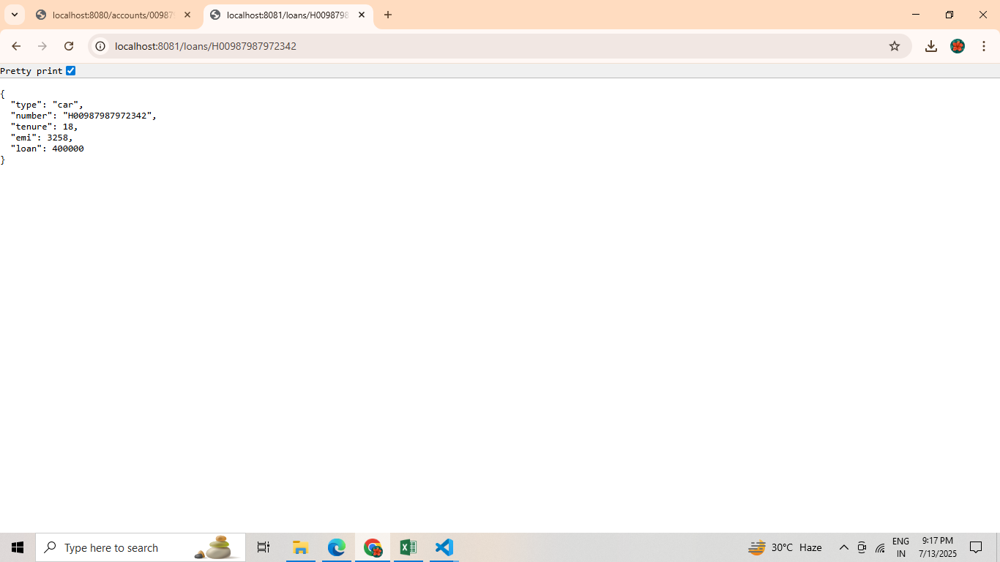 localhost:8080/accounts/00987
localhost:8081/loans/H0098798
localhost:8081/loans/H00987987972342
Pretty print
{
"type": "car",
"number": "H00987987972342",
"tenure": 18,
"emi": 3258,
"loan": 400000
}
Type here to search
30°C Haze
ENG
IN
9:17 PM
7/13/2025